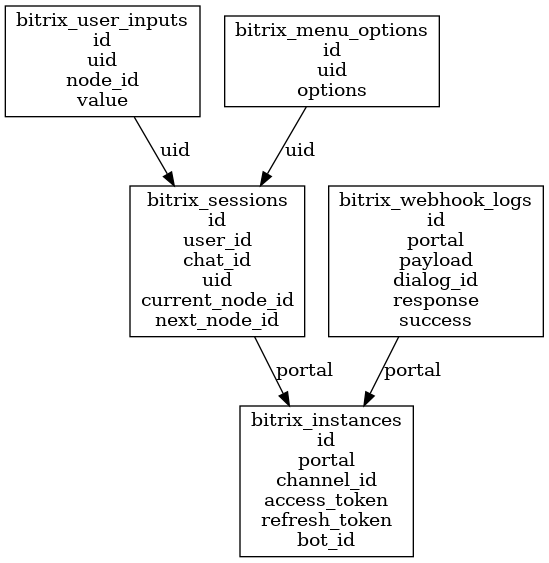 bitrix_user_inputs
id
uid
node_id
value
bitrix_menu_options
id
uid
options
uid
uid
bitrix_sessions
id
user_id
chat_id
uid
current_node_id
next_node_id
bitrix_webhook_logs
id
portal
payload
dialog_id
response
success
portal
portal
bitrix_instances
id
portal
channel_id
access_token
refresh_token
bot_id